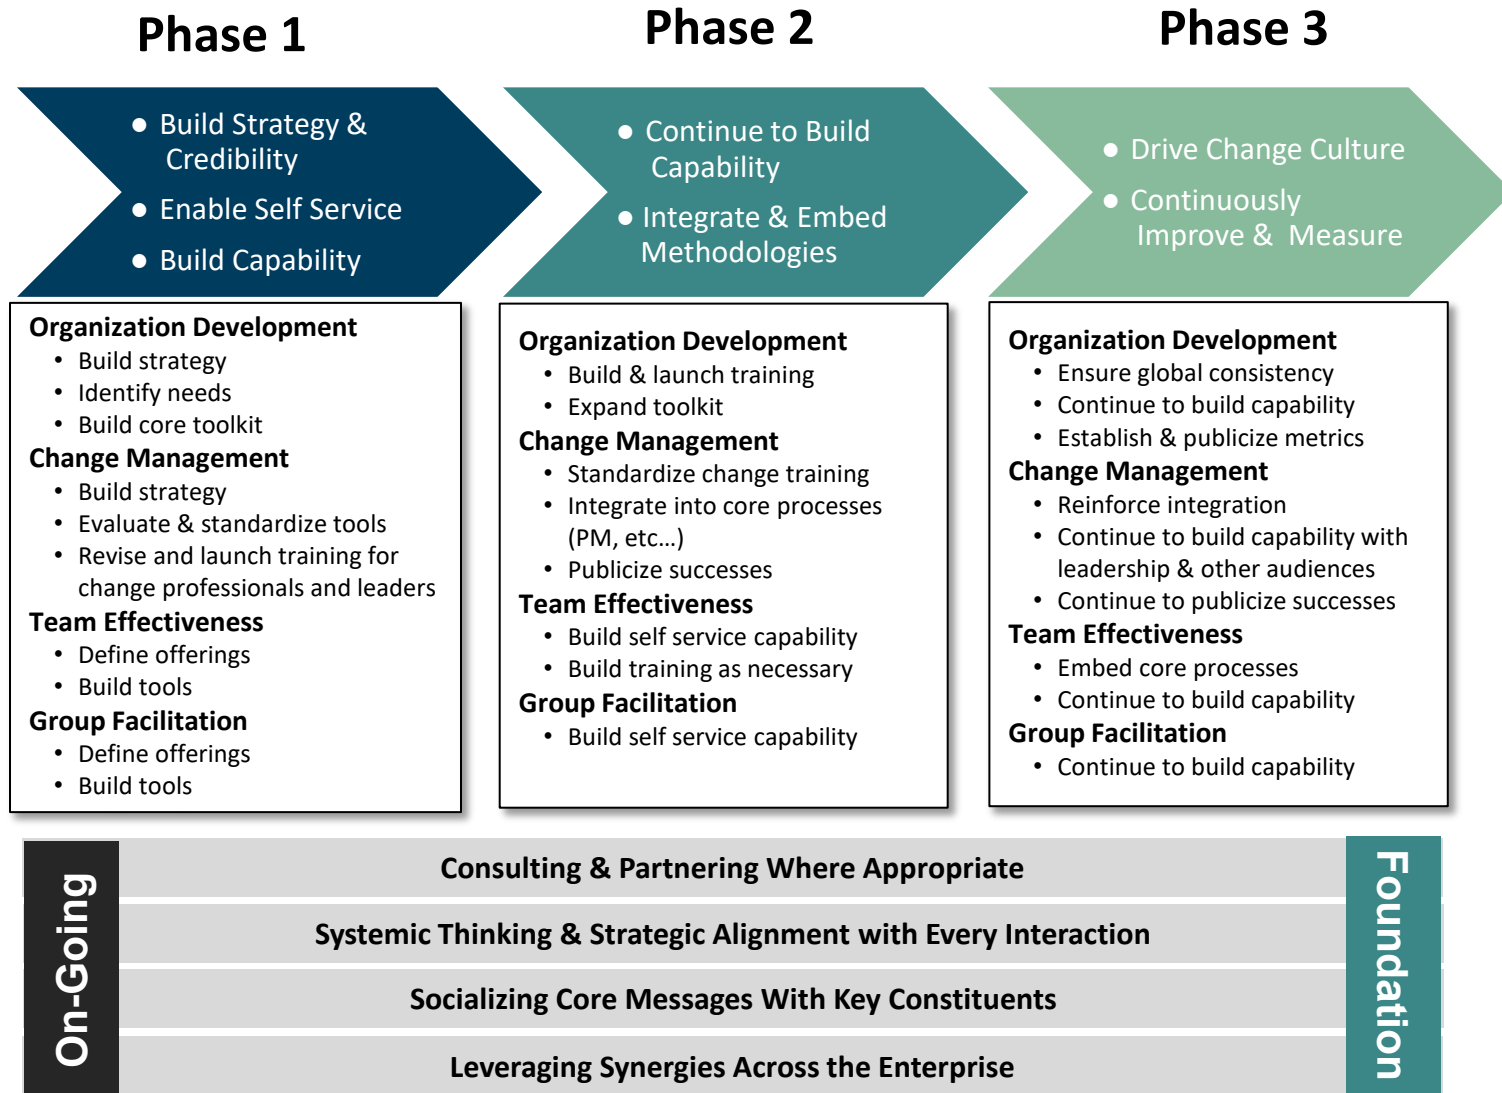 Phase 1
● Build Strategy &
Credibility
● Enable Self Service
● Build Capability
Organization Development
• Build strategy
• Identify needs
• Build core toolkit
Change Management
• Build strategy
• Evaluate & standardize tools
• Revise and launch training for
change professionals and leaders
Team Effectiveness
• Define offerings
• Build tools
Group Facilitation
• Define offerings
• Build tools
Phase 2
● Continue to Build
Capability
● Integrate & Embed
Methodologies
Organization Development
• Build & launch training
• Expand toolkit
Change Management
• Standardize change training
• Integrate into core processes
(PM, etc…)
• Publicize successes
Team Effectiveness
• Build self service capability
• Build training as necessary
Group Facilitation
• Build self service capability
Phase 3
● Drive Change Culture
● Continuously
Improve & Measure
Organization Development
• Ensure global consistency
• Continue to build capability
• Establish & publicize metrics
Change Management
• Reinforce integration
• Continue to build capability with
leadership & other audiences
• Continue to publicize successes
Team Effectiveness
• Embed core processes
• Continue to build capability
Group Facilitation
• Continue to build capability
On-Going
Consulting & Partnering Where Appropriate
Systemic Thinking & Strategic Alignment with Every Interaction
Socializing Core Messages With Key Constituents
Leveraging Synergies Across the Enterprise
Foundation